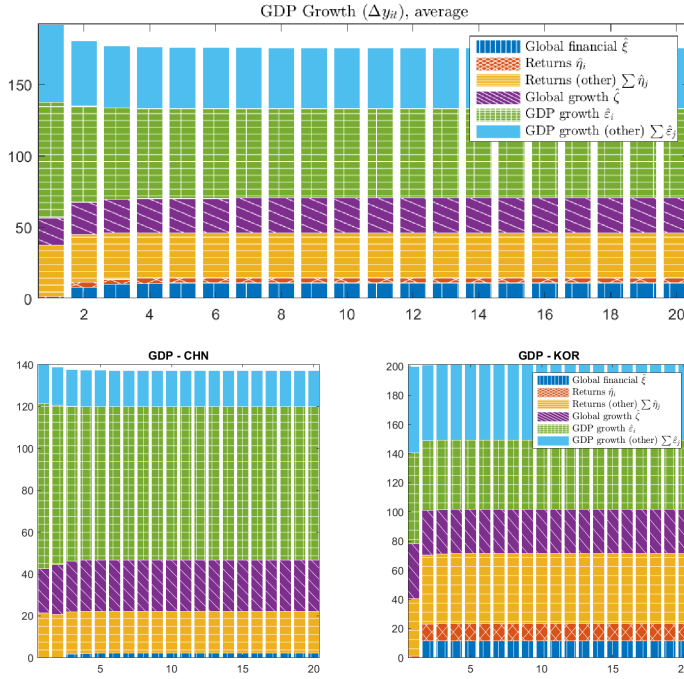 GDP Growth (Δy_it), average
150
100
50
0
2 4 6 8 10 12 14 16 18 20
Global financial ξ̂
Returns η̂_i
Returns (other) ∑ η̂_j
Global growth ζ̂
GDP growth ε̂_i
GDP growth (other) ∑ ε̂_j
GDP - CHN
140
120
100
80
60
40
20
0
5 10 15 20
GDP - KOR
200
180
160
140
120
100
80
60
40
20
0
5 10 15 20
Global financial ξ̂
Returns η̂_i
Returns (other) ∑ η̂_j
Global growth ζ̂
GDP growth ε̂_i
GDP growth (other) ∑ ε̂_j